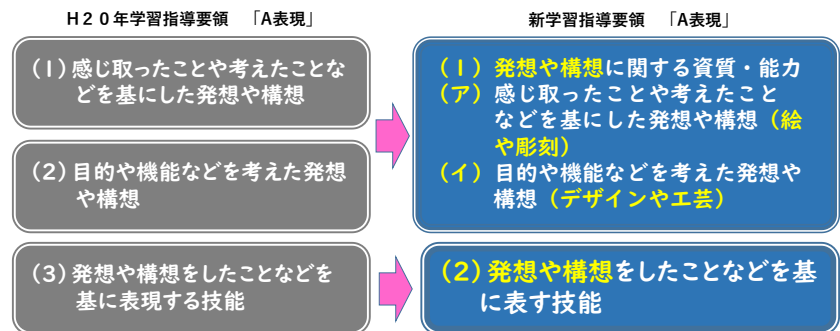 H20年学習指導要領 「A表現」
(1)感じ取ったことや考えたことな
どを基にした発想や構想
(2)目的や機能などを考えた発想
や構想
(3)発想や構想をしたことなどを
基に表現する技能
新学習指導要領 「A表現」
(1)発想や構想に関する資質・能力
(ア)感じ取ったことや考えたこと
などを基にした発想や構想(絵
や彫刻)
(イ)目的や機能などを考えた発想や
構想(デザインや工芸)
(2)発想や構想をしたことなどを基
に表す技能